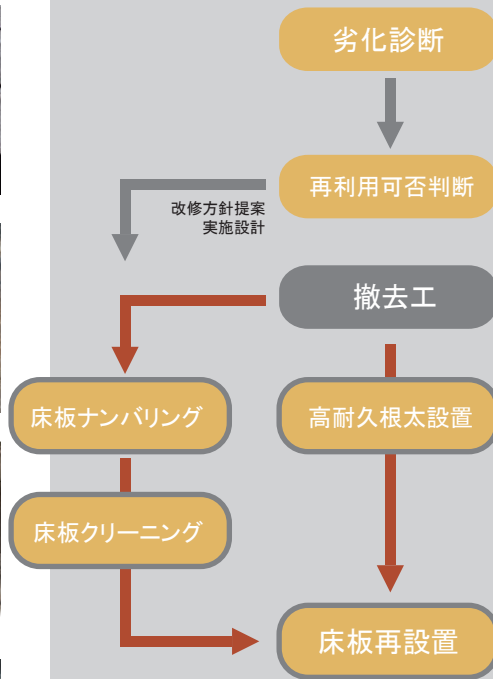 劣化診断
再利用可否判断
改修方針提案
実施設計
撤去工
床板ナンバリング
高耐久根太設置
床板クリーニング
床板再設置